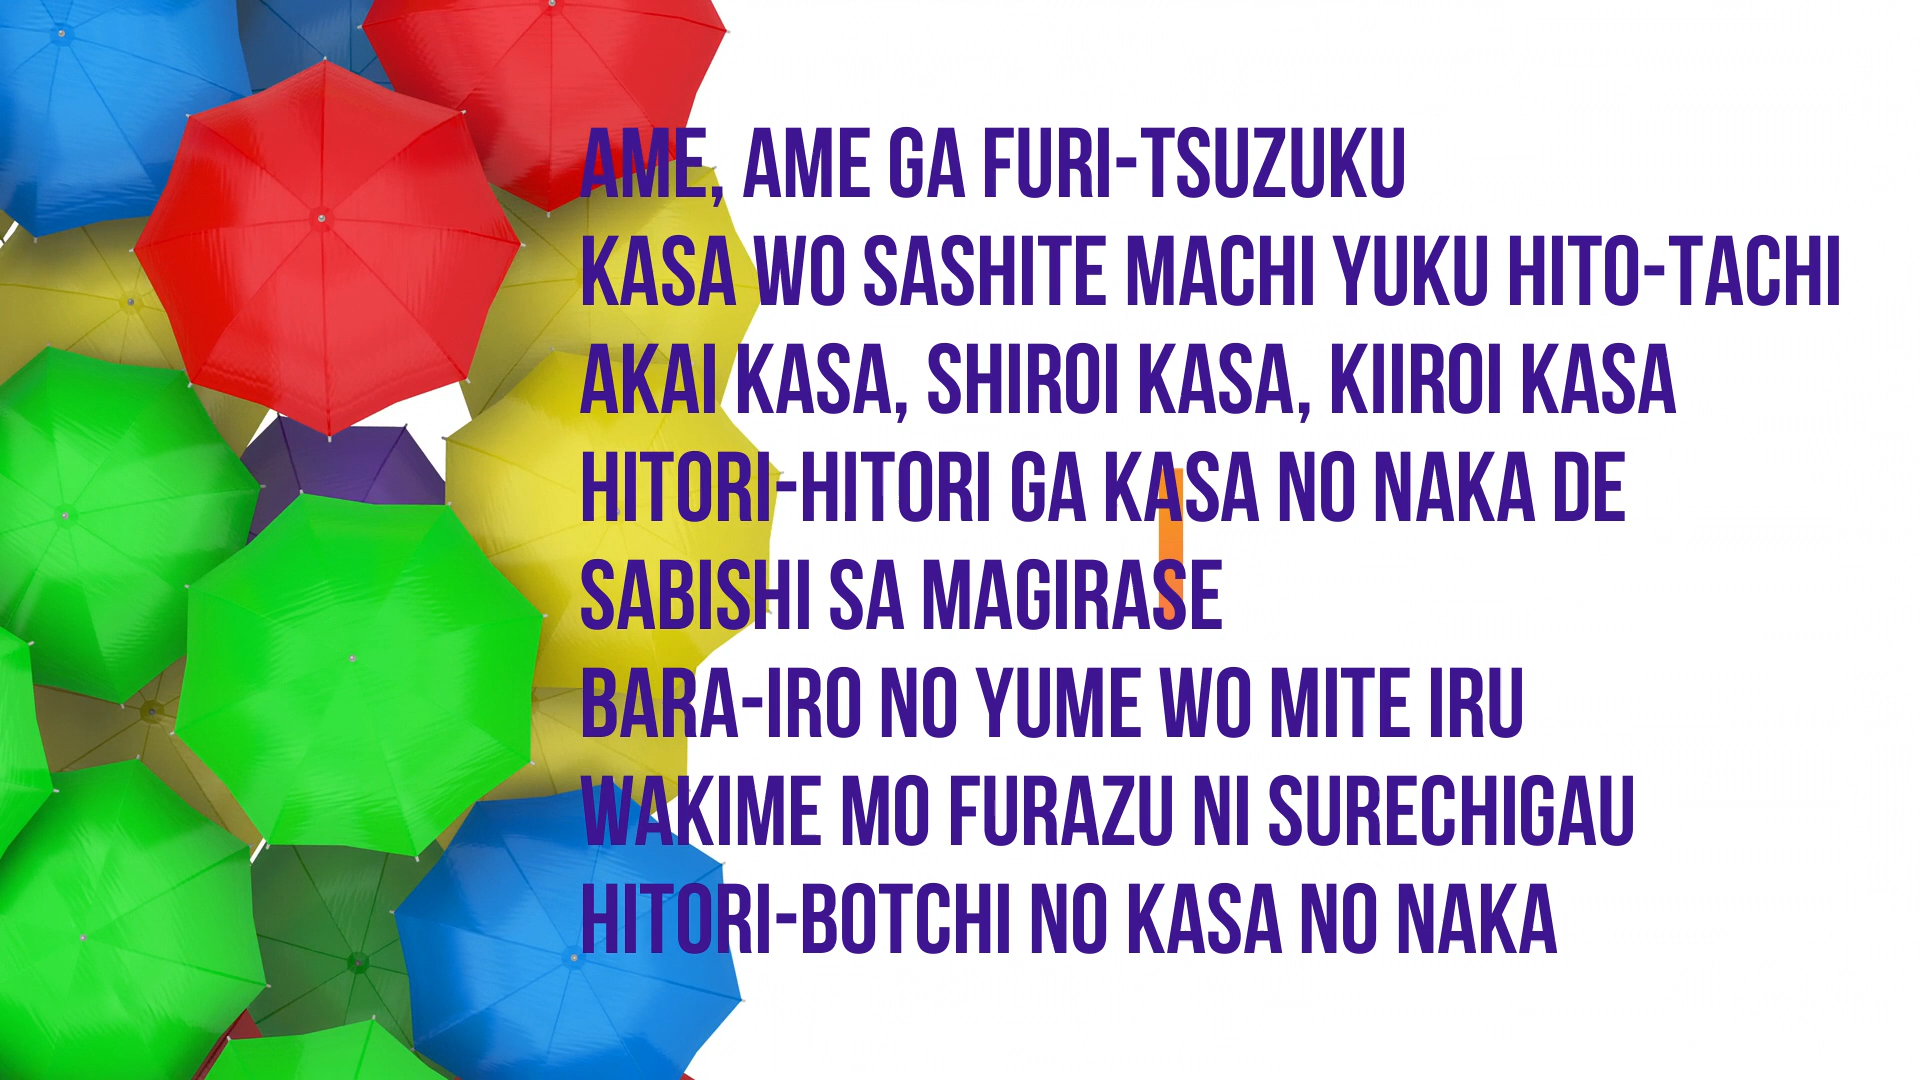 AME, AME GA FURI-TSUZUKU
KASA WO SASHITE MACHI YUKU HITO-TACHI
AKAI KASA, SHIROI KASA, KIIROI KASA
HITORI-HITORI GA KASA NO NAKA DE
SABISHI SA MAGIRASE
BARA-IRO NO YUME WO MITE IRU
WAKIME MO FURAZU NI SURECHIGAU
HITORI-BOTCHI NO KASA NO NAKA